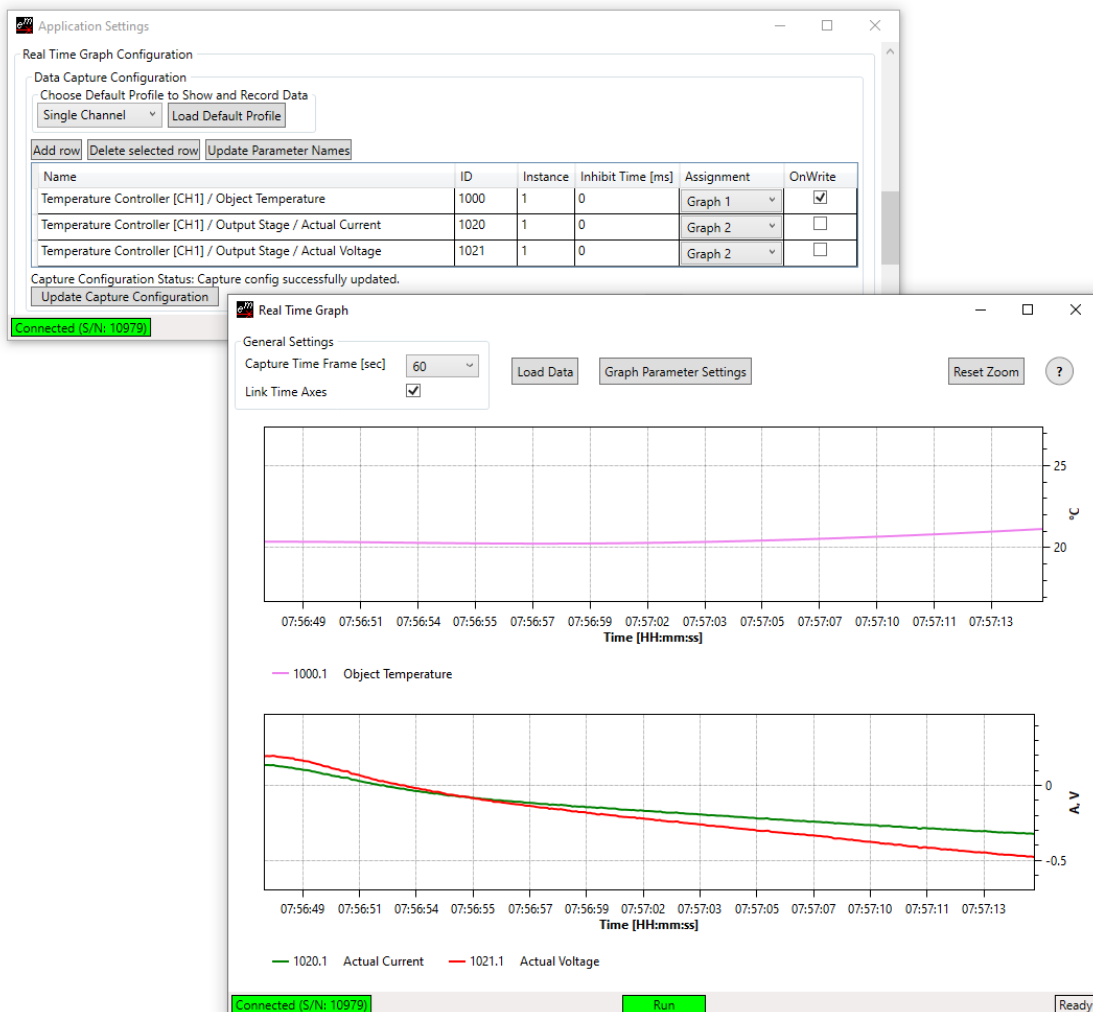 Application Settings
Real Time Graph Configuration
Data Capture Configuration
Choose Default Profile to Show and Record Data
Single Channel Load Default Profile
Add row Delete selected row Update Parameter Names
Name ID Instance Inhibit Time [ms] Assignment OnWrite
Temperature Controller [CH1] / Object Temperature 1000 1 0 Graph 1
Temperature Controller [CH1] / Output Stage / Actual Current 1020 1 0 Graph 2
Temperature Controller [CH1] / Output Stage / Actual Voltage 1021 1 0 Graph 2
Capture Configuration Status: Capture config successfully updated.
Update Capture Configuration
Connected (S/N: 10979)
Real Time Graph
General Settings
Capture Time Frame [sec] 60 Load Data Graph Parameter Settings Reset Zoom ?
Link Time Axes
25
°C
20
07:56:49 07:56:51 07:56:54 07:56:55 07:56:57 07:56:59 07:57:02 07:57:03 07:57:05 07:57:07 07:57:10 07:57:11 07:57:13
Time [HH:mm:ss]
1000.1 Object Temperature
0
A, V
-0.5
07:56:49 07:56:51 07:56:54 07:56:55 07:56:57 07:56:59 07:57:02 07:57:03 07:57:05 07:57:07 07:57:10 07:57:11 07:57:13
Time [HH:mm:ss]
1020.1 Actual Current 1021.1 Actual Voltage
Connected (S/N: 10979) Run Ready